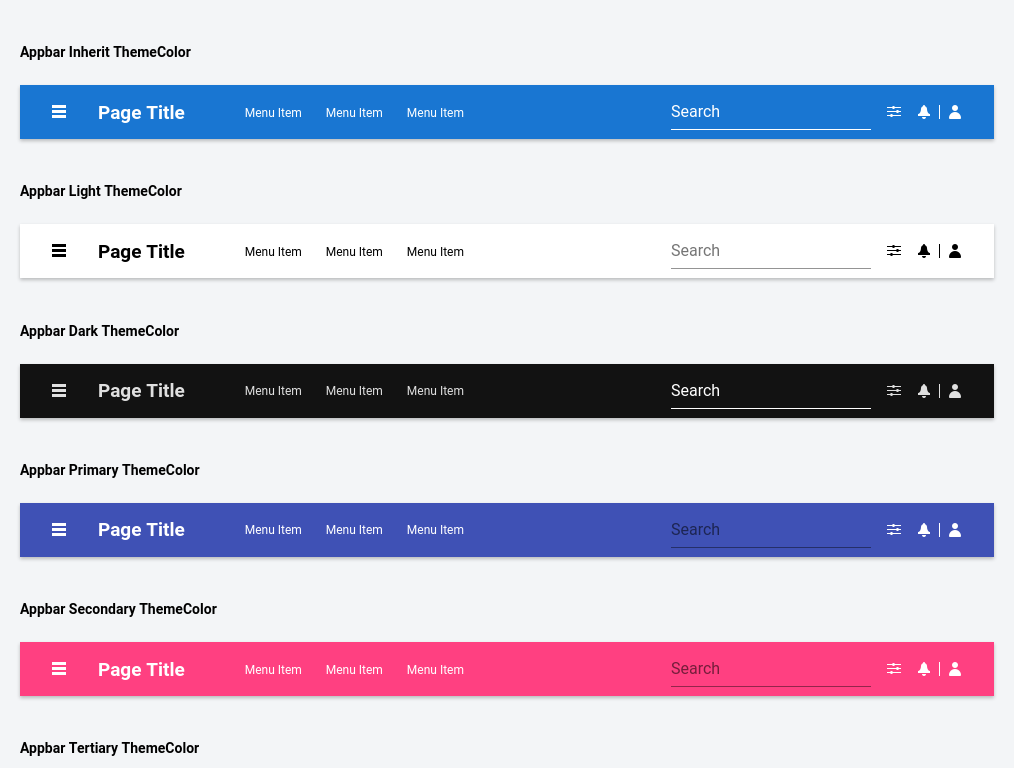 Appbar Inherit ThemeColor
Page Title Menu Item Menu Item Menu Item Search
Appbar Light ThemeColor
Page Title Menu Item Menu Item Menu Item Search
Appbar Dark ThemeColor
Page Title Menu Item Menu Item Menu Item Search
Appbar Primary ThemeColor
Page Title Menu Item Menu Item Menu Item Search
Appbar Secondary ThemeColor
Page Title Menu Item Menu Item Menu Item Search
Appbar Tertiary ThemeColor